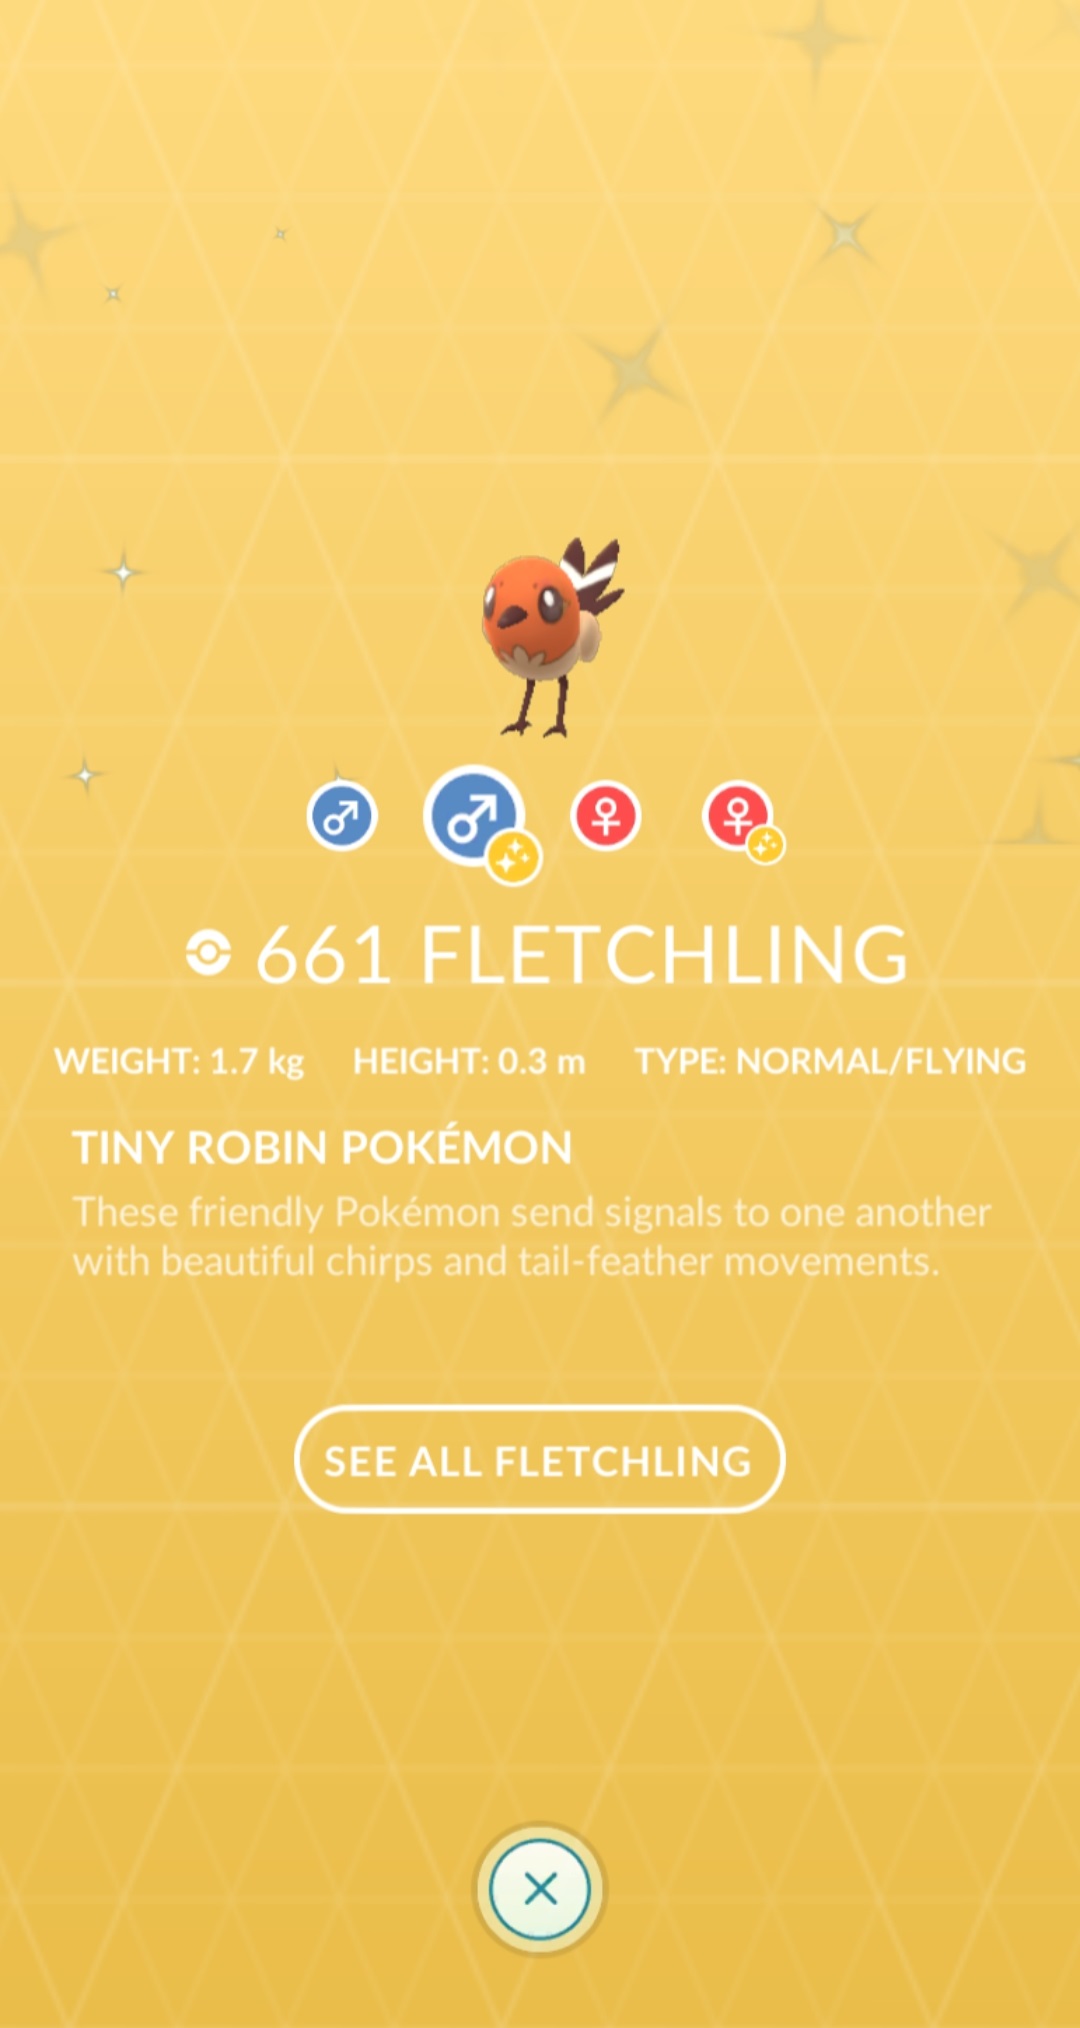 661 FLETCHLING
WEIGHT: 1.7 kg HEIGHT: 0.3 m TYPE: NORMAL/FLYING
TINY ROBIN POKÉMON
These friendly Pokémon send signals to one another
with beautiful chirps and tail-feather movements.
SEE ALL FLETCHLING